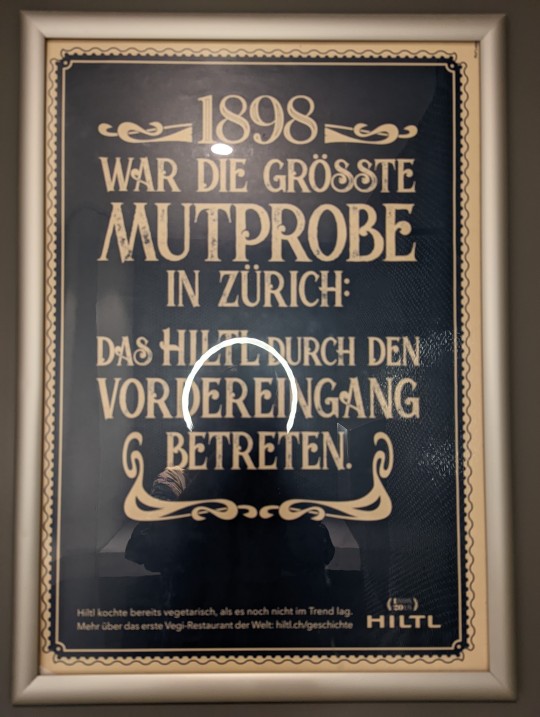 1898
WAR DIE GRÖSSTE
MUTPROBE
IN ZÜRICH:
DAS HILTL DURCH DEN
VORDEREINGANG
BETRETEN.
Hiltl kochte bereits vegetarisch, als es noch nicht im Trend lag.
Mehr über das erste Vegi-Restaurant der Welt: hiltl.ch/geschichte
HILTL